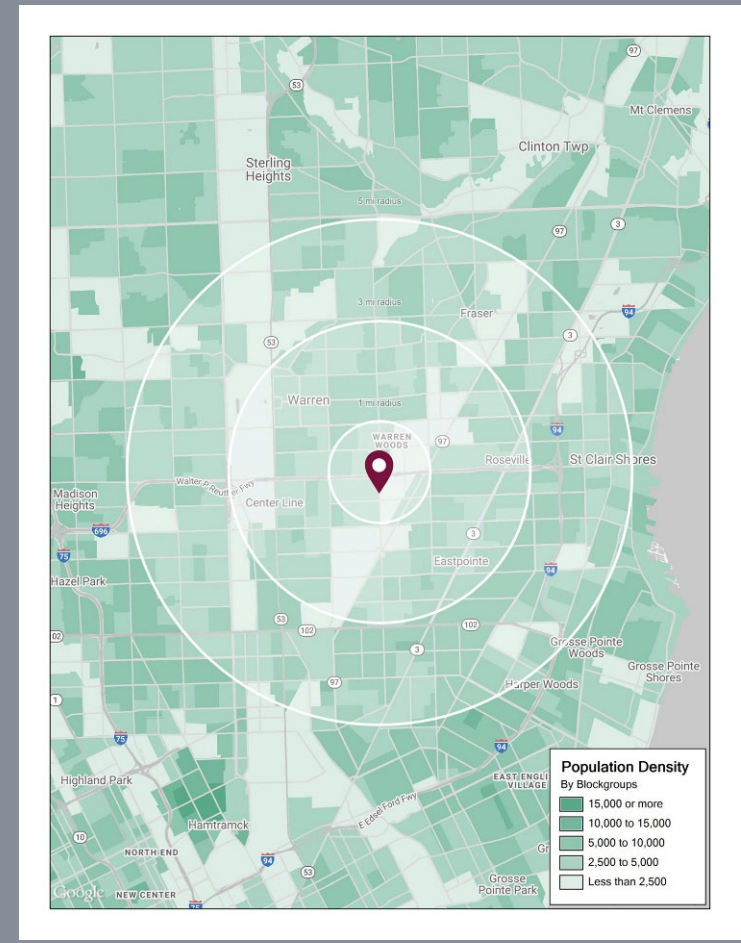 97
53
Mt Clemens
Clinton Twp
Sterling
Heights
5 mi radius
3
97
3 mi radius
94
Fraser
3
53
Warren
1 mi radius
WARREN
WOODS
97
94
Roseville
St Clair Shores
Walter P. Reuther Fwy
Madison
Heights
Center Line
696
3
75
Eastpointe
94
Hazel Park
53
102
102
02
3
Grosse Pointe
Woods
Grosse Pointe
Shores
97
Harper Woods
1
75
94
Highland Park
EAST ENGLI
VILLAGE
E Edsel Ford Fwy
Hamtramck
10
NORTH END
94
53
Gr
Grosse
Pointe Park
Google
NEW CENTER
75
Population Density
By Blockgroups
15,000 or more
10,000 to 15,000
5,000 to 10,000
2,500 to 5,000
Less than 2,500